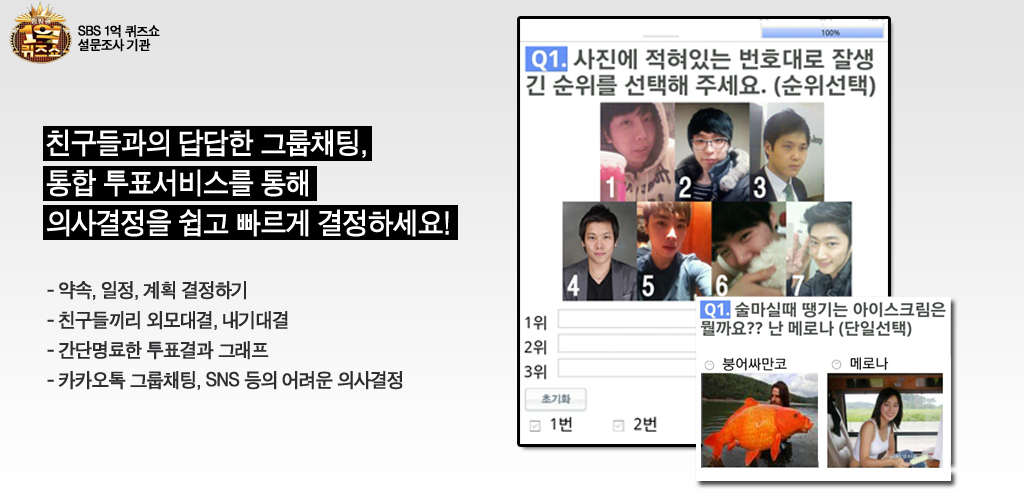 1억
퀴즈쇼
SBS 1억 퀴즈쇼
설문조사 기관
친구들과의 답답한 그룹채팅,
통합 투표서비스를 통해
의사결정을 쉽고 빠르게 결정하세요!
- 약속, 일정, 계획 결정하기
- 친구들끼리 외모대결, 내기대결
- 간단명료한 투표결과 그래프
- 카카오톡 그룹채팅, SNS 등의 어려운 의사결정
100%
Q1. 사진에 적혀있는 번호대로 잘생
긴 순위를 선택해 주세요. (순위선택)
1 2 3
4 5 6 7
1위
2위
3위
초기화
1번 2번
Q1. 술마실때 땡기는 아이스크림은
뭘까요?? 난 메로나 (단일선택)
붕어싸만코 메로나